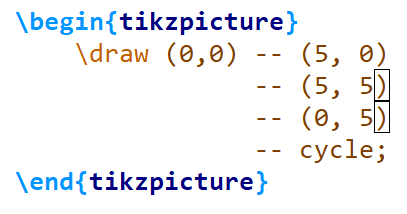 \begin{tikzpicture}
    \draw (0,0) -- (5, 0)
                -- (5, 5)
                -- (0, 5)
                -- cycle;
\end{tikzpicture}